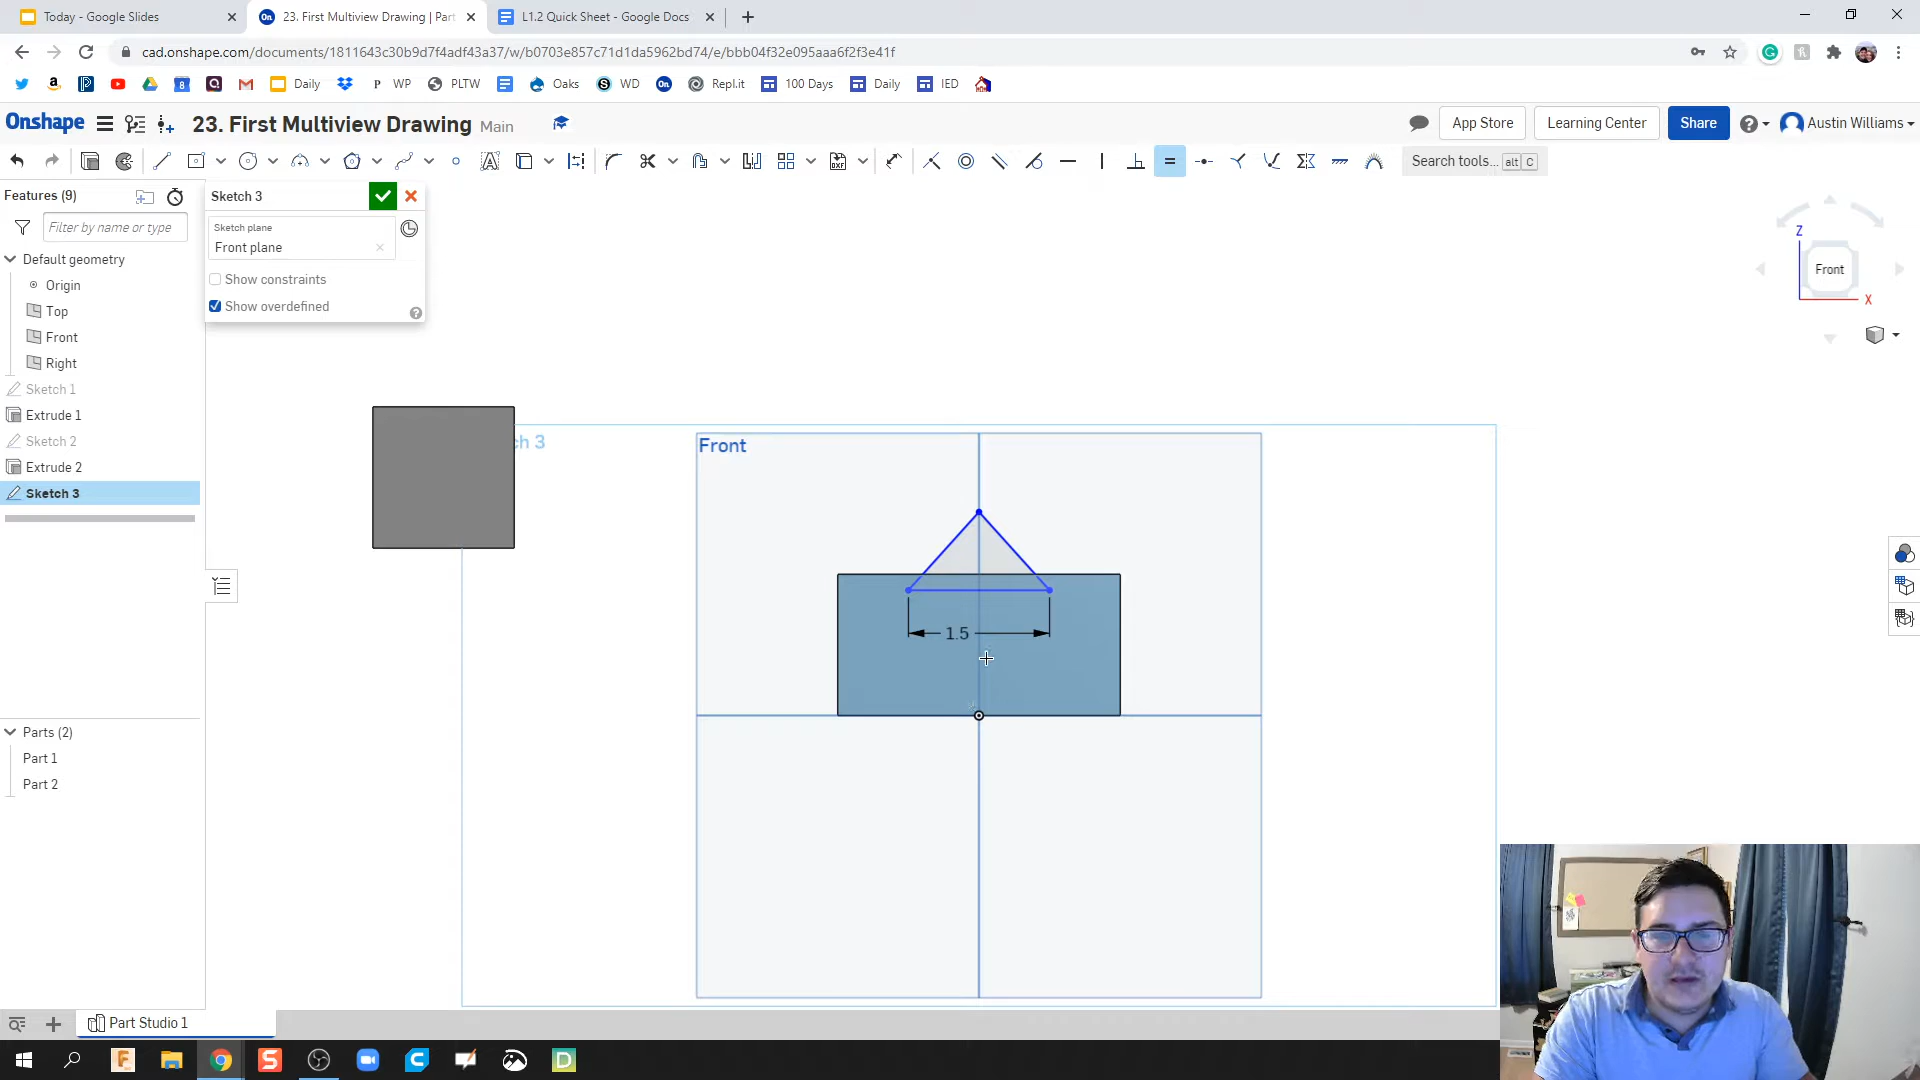 Today - Google Slides
On
23. First Multiview Drawing | Part
L1.2 Quick Sheet - Google Docs
cad.onshape.com/documents/1811643c30b9d7f4adf43a37/w/b0703e857c71d1da5962bd74/e/bbb04f32e095aaa6f2f3e41f
Daily
WP
PLTW
Oaks
WD
On
Repl.it
100 Days
Daily
IED
Onshape
23. First Multiview Drawing
Main
App Store
Learning Center
Share
Austin Williams
Search tools... alt C
Features (9)
Filter by name or type
Default geometry
Origin
Top
Front
Right
Sketch 1
Extrude 1
Sketch 2
Extrude 2
Sketch 3
Sketch 3
Sketch plane
Front plane
Show constraints
Show overdefined
Z
Front
X
ch 3
Front
1.5
Parts (2)
Part 1
Part 2
Part Studio 1